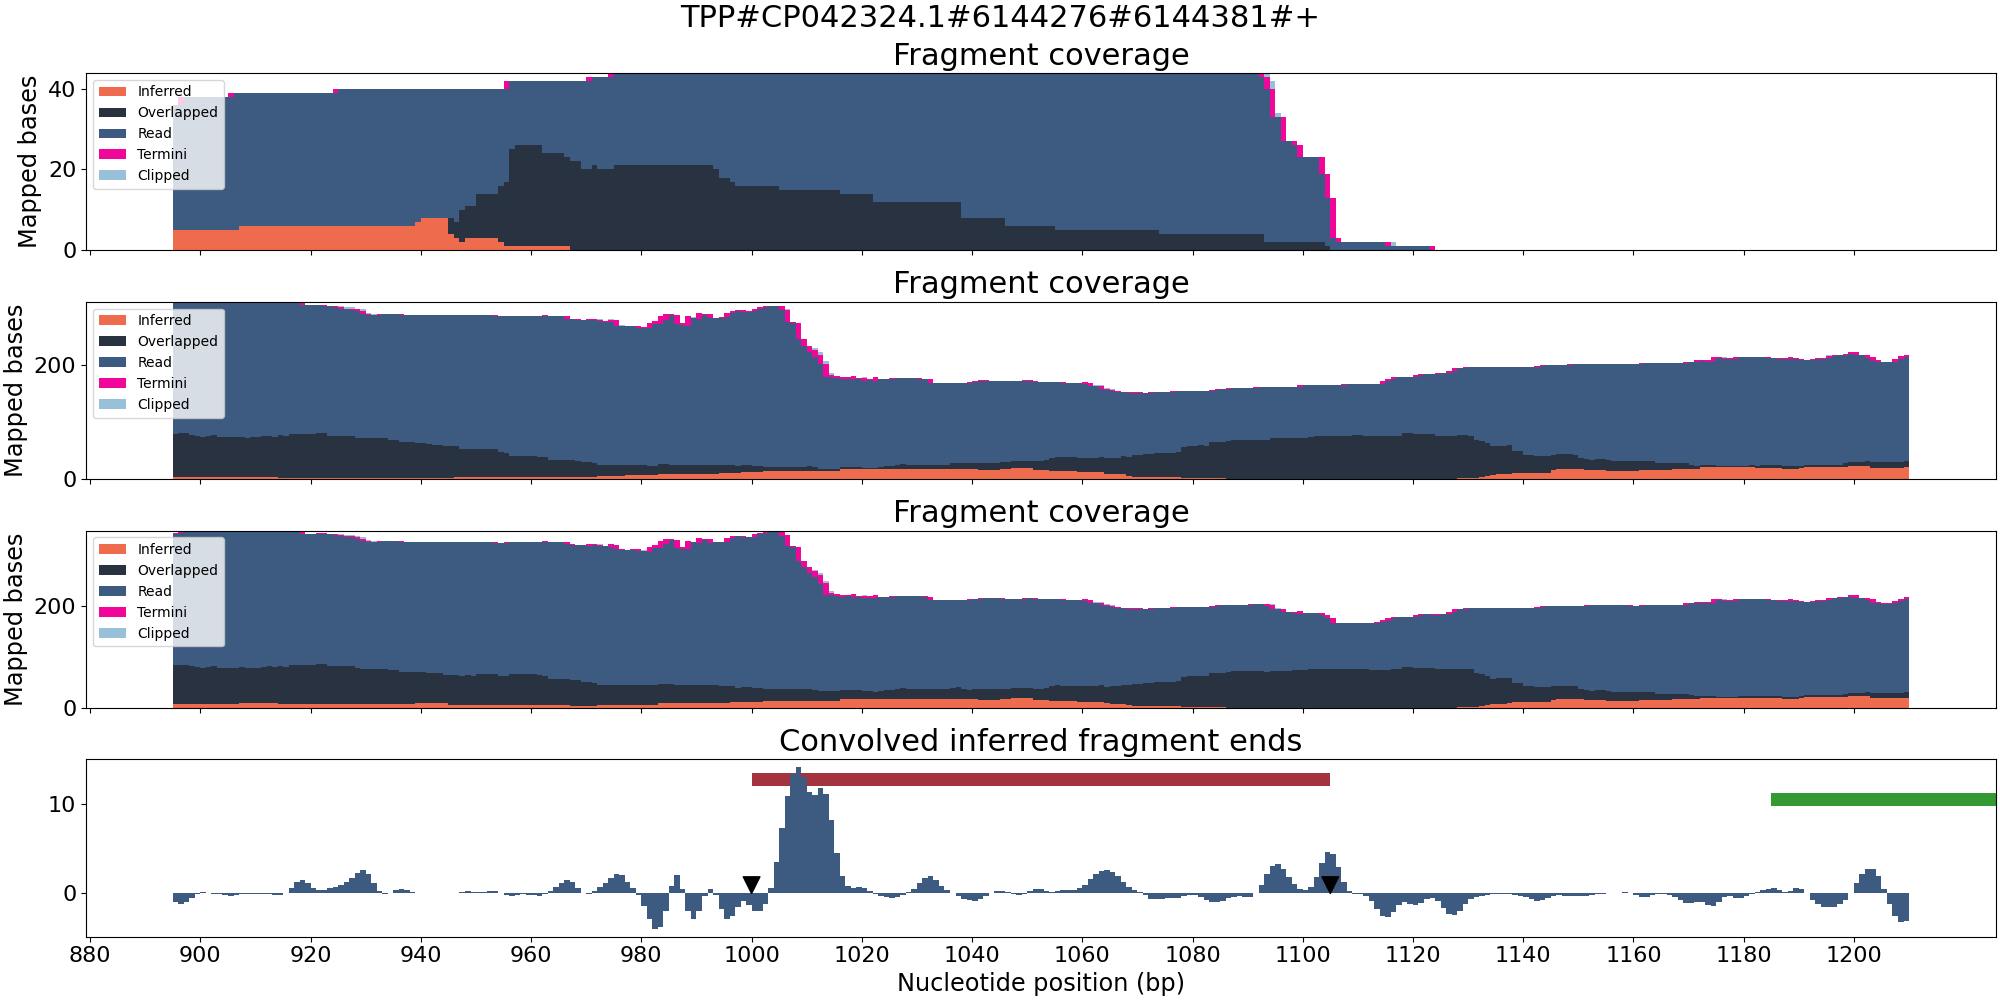 TPP#CP042324.1#6144276#6144381#+
Fragment coverage
Mapped bases
40
20
0
Inferred
Overlapped
Read
Termini
Clipped
Fragment coverage
Mapped bases
200
0
Inferred
Overlapped
Read
Termini
Clipped
Fragment coverage
Mapped bases
200
0
Inferred
Overlapped
Read
Termini
Clipped
Convolved inferred fragment ends
10
0
880 900 920 940 960 980 1000 1020 1040 1060 1080 1100 1120 1140 1160 1180 1200
Nucleotide position (bp)